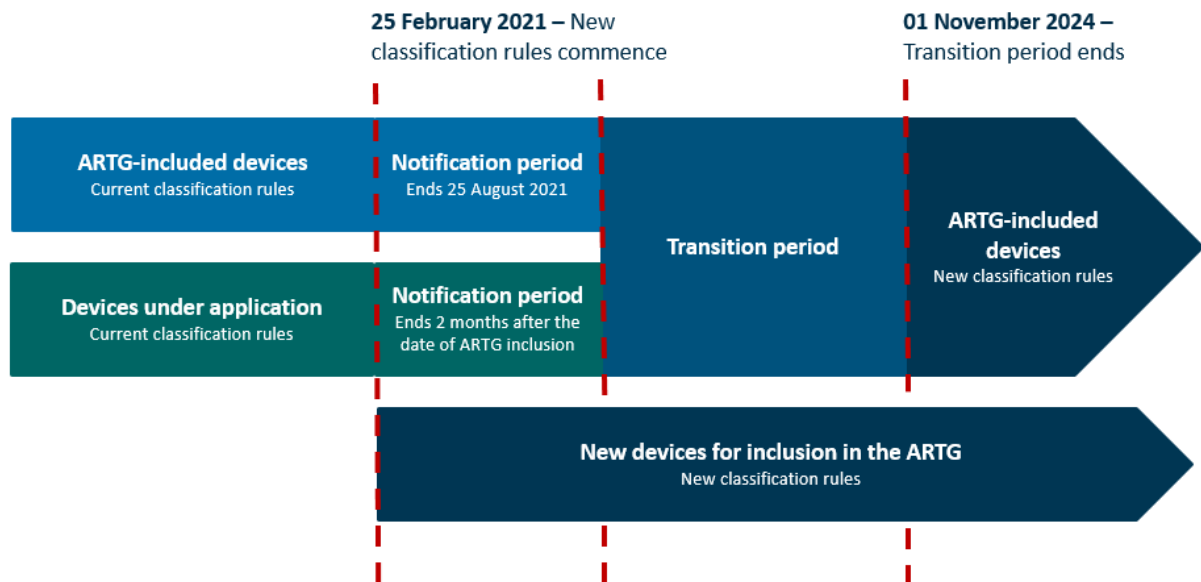 25 February 2021 – New
classification rules commence
01 November 2024 –
Transition period ends
ARTG-included devices
Current classification rules
Notification period
Ends 25 August 2021
Transition period
ARTG-included
devices
New classification rules
Devices under application
Current classification rules
Notification period
Ends 2 months after the
date of ARTG inclusion
New devices for inclusion in the ARTG
New classification rules